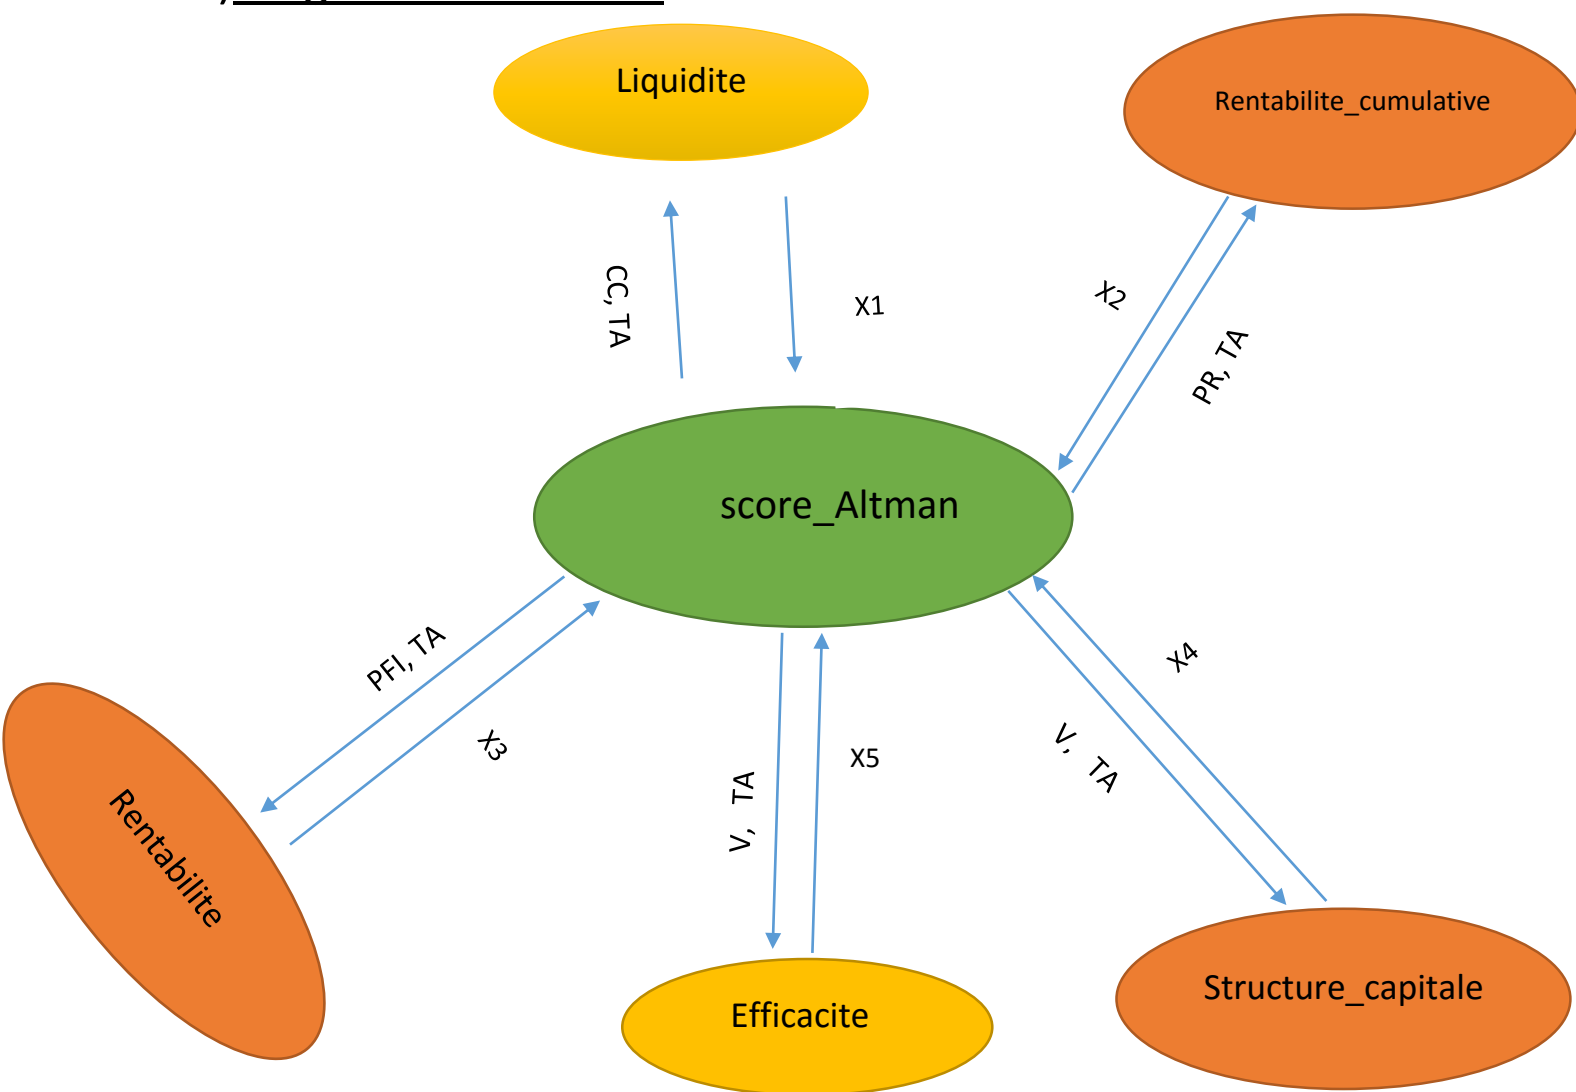 Liquidite
Rentabilite_cumulative
CC, TA
X1
X2
PR, TA
score_Altman
PFI, TA
X3
V, TA
X5
V, TA
X4
Rentabilite
Efficacite
Structure_capitale